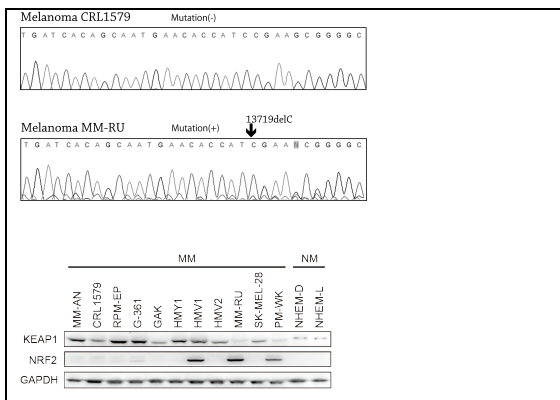 Melanoma CRL1579 Mutation(-)
T G A T C A C A G C A A T G A A C A C C A T C C G A A G C G G G G C
13719delC
Melanoma MM-RU Mutation(+)
T G A T C A C A G C A A T G A A C A C C A T C G A A N C G G G G C
MM NM
MM-AN CRL1579 RPM-EP G-361 GAK HMY1 HMV1 HMV2 MM-RU SK-MEL-28 PM-WK NHEM-D NHEM-L
KEAP1
NRF2
GAPDH